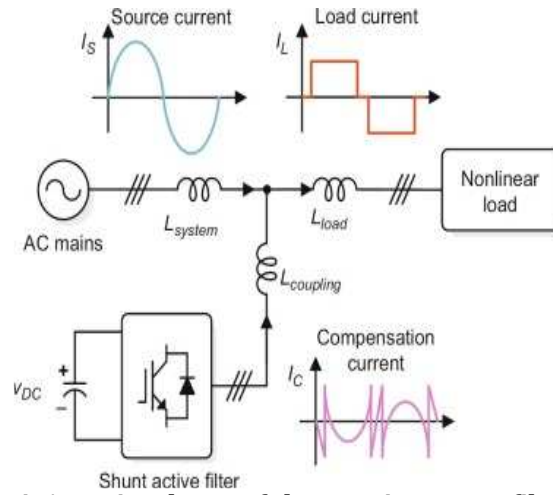 Source current
Load current
I_S
I_L
AC mains
L_system
L_load
Nonlinear
load
L_coupling
Compensation
current
I_C
v_DC
+
−
Shunt active filter